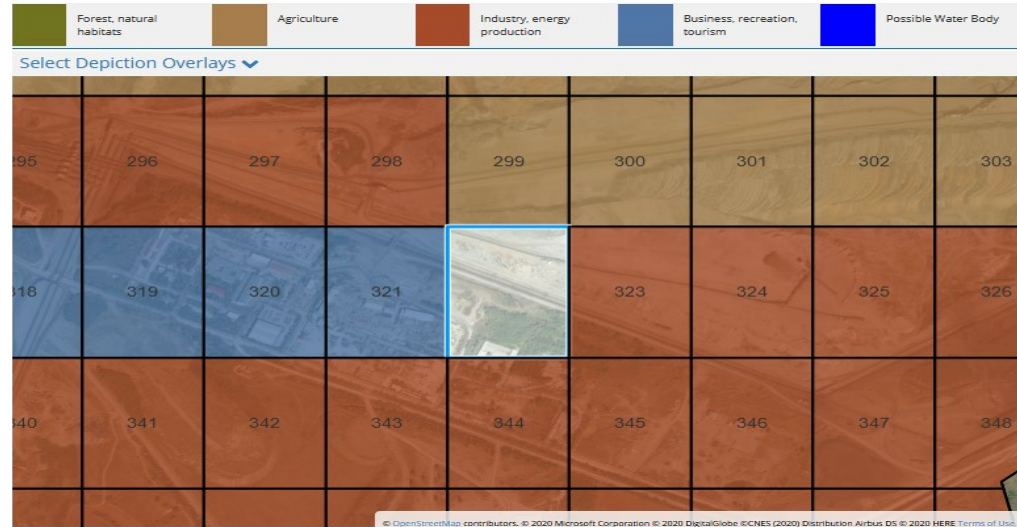 Forest, natural
habitats
Agriculture
Industry, energy
production
Business, recreation,
tourism
Possible Water Body
Select Depiction Overlays
295 296 297 298 299 300 301 302 303
318 319 320 321 323 324 325 326
340 341 342 343 344 345 346 347 348
© OpenStreetMap contributors, © 2020 Microsoft Corporation © 2020 DigitalGlobe ©CNES (2020) Distribution Airbus DS © 2020 HERE Terms of Use